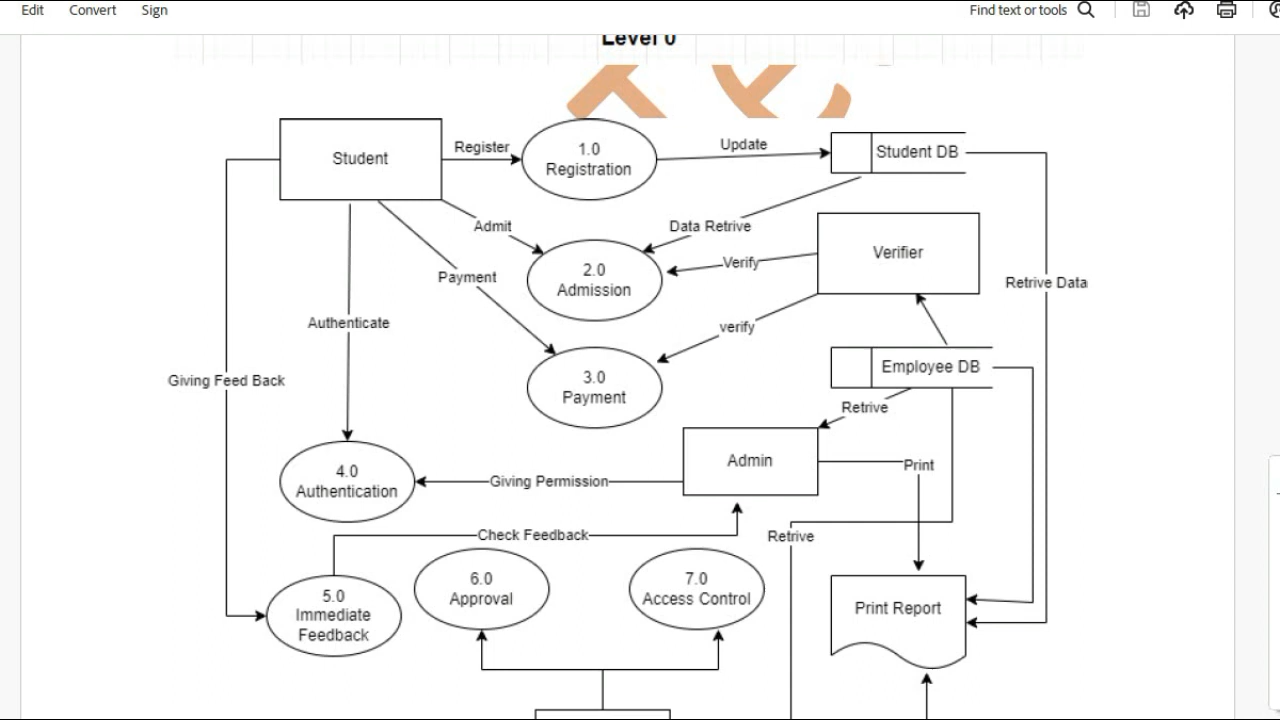 Edit Convert Sign Find text or tools
Level 0
Student
Register
1.0
Registration
Update
Student DB
Admit
Data Retrive
2.0
Admission
Verify
Verifier
Payment
Retrive Data
Authenticate
verify
3.0
Payment
Employee DB
Giving Feed Back
Retrive
Admin
Print
4.0
Authentication
Giving Permission
Check Feedback
Retrive
5.0
Immediate
Feedback
6.0
Approval
7.0
Access Control
Print Report